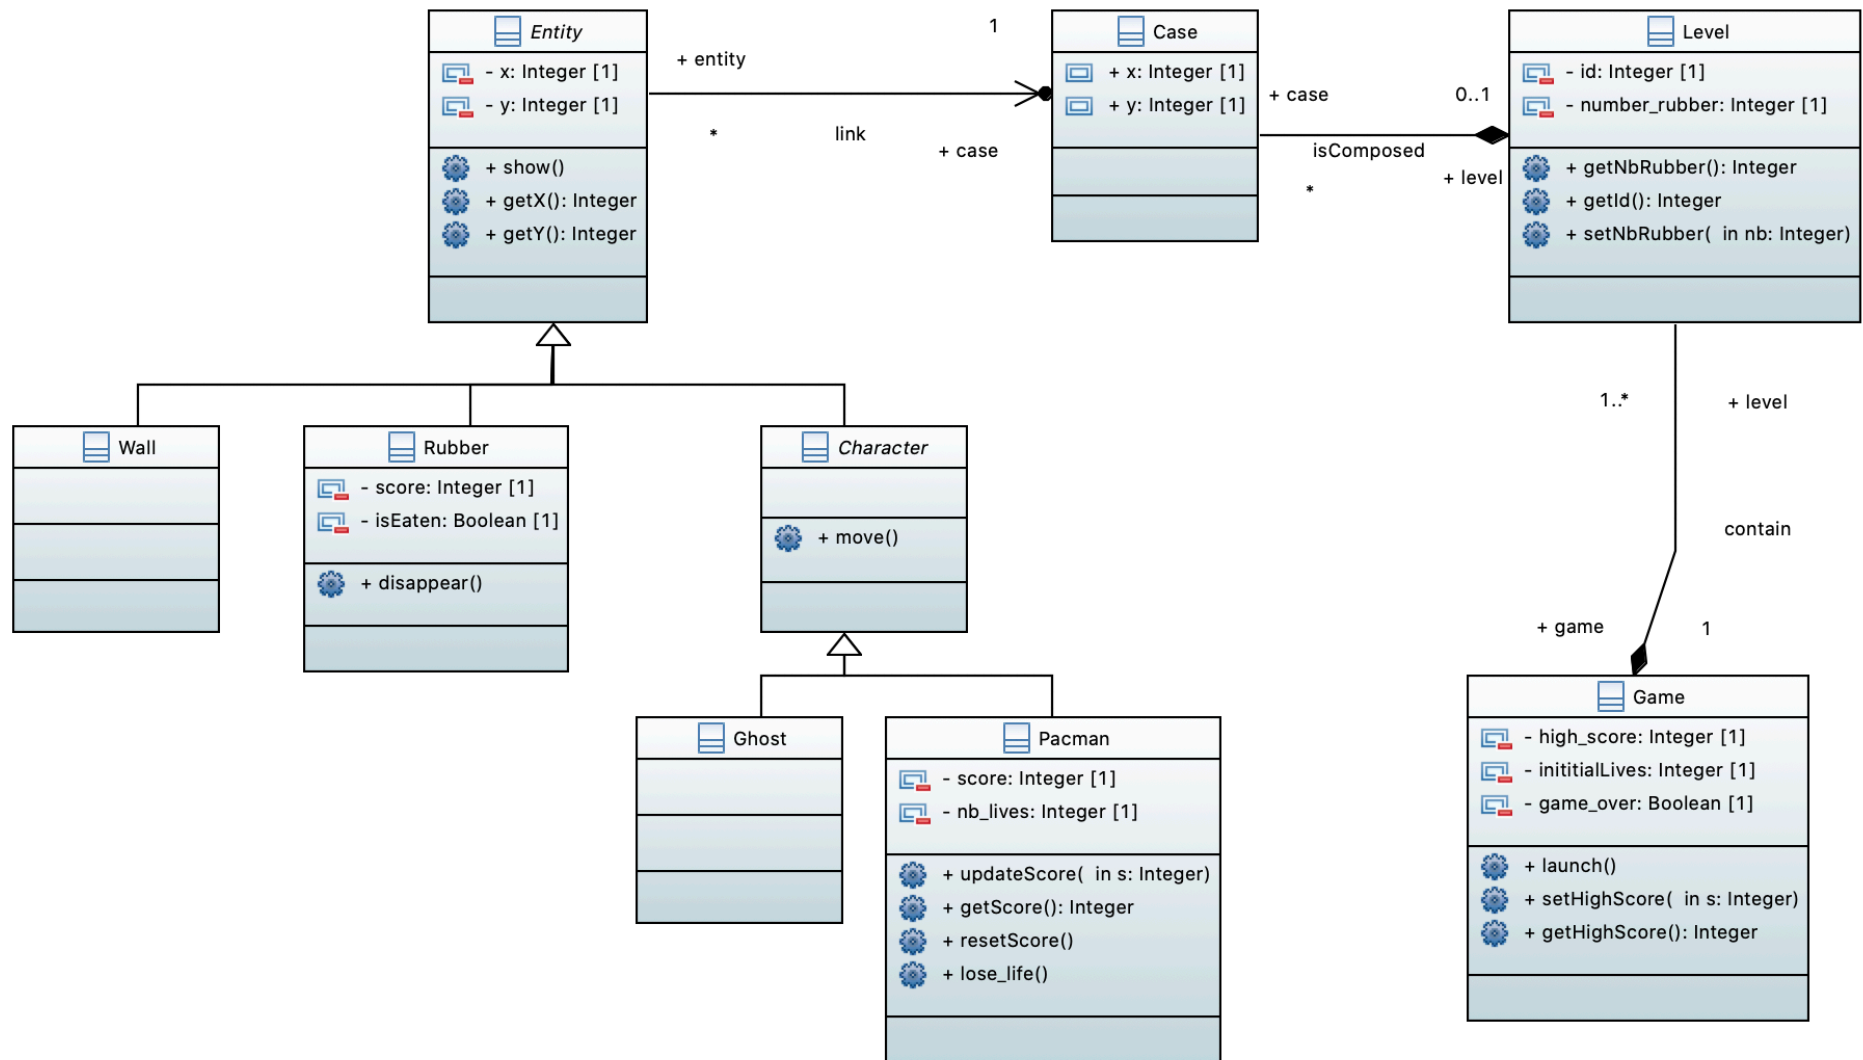 Entity
- x: Integer [1]
- y: Integer [1]
+ show()
+ getX(): Integer
+ getY(): Integer
+ entity
1
*
link
+ case
Case
+ x: Integer [1]
+ y: Integer [1]
+ case
0..1
isComposed
*
+ level
Level
- id: Integer [1]
- number_rubber: Integer [1]
+ getNbRubber(): Integer
+ getId(): Integer
+ setNbRubber( in nb: Integer)
1..*
+ level
contain
+ game
1
Wall
Rubber
- score: Integer [1]
- isEaten: Boolean [1]
+ disappear()
Character
+ move()
Ghost
Pacman
- score: Integer [1]
- nb_lives: Integer [1]
+ updateScore( in s: Integer)
+ getScore(): Integer
+ resetScore()
+ lose_life()
Game
- high_score: Integer [1]
- inititialLives: Integer [1]
- game_over: Boolean [1]
+ launch()
+ setHighScore( in s: Integer)
+ getHighScore(): Integer